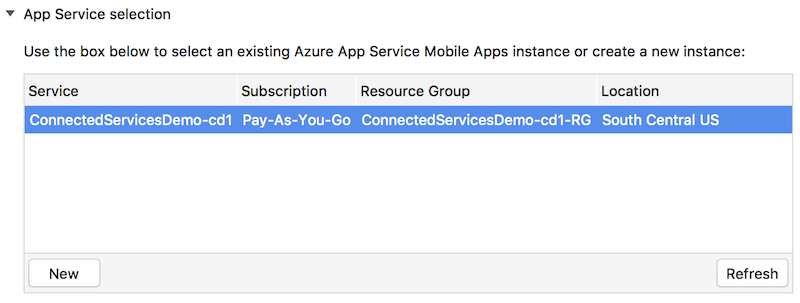 App Service selection
Use the box below to select an existing Azure App Service Mobile Apps instance or create a new instance:
Service Subscription Resource Group Location
ConnectedServicesDemo-cd1 Pay-As-You-Go ConnectedServicesDemo-cd1-RG South Central US
New Refresh